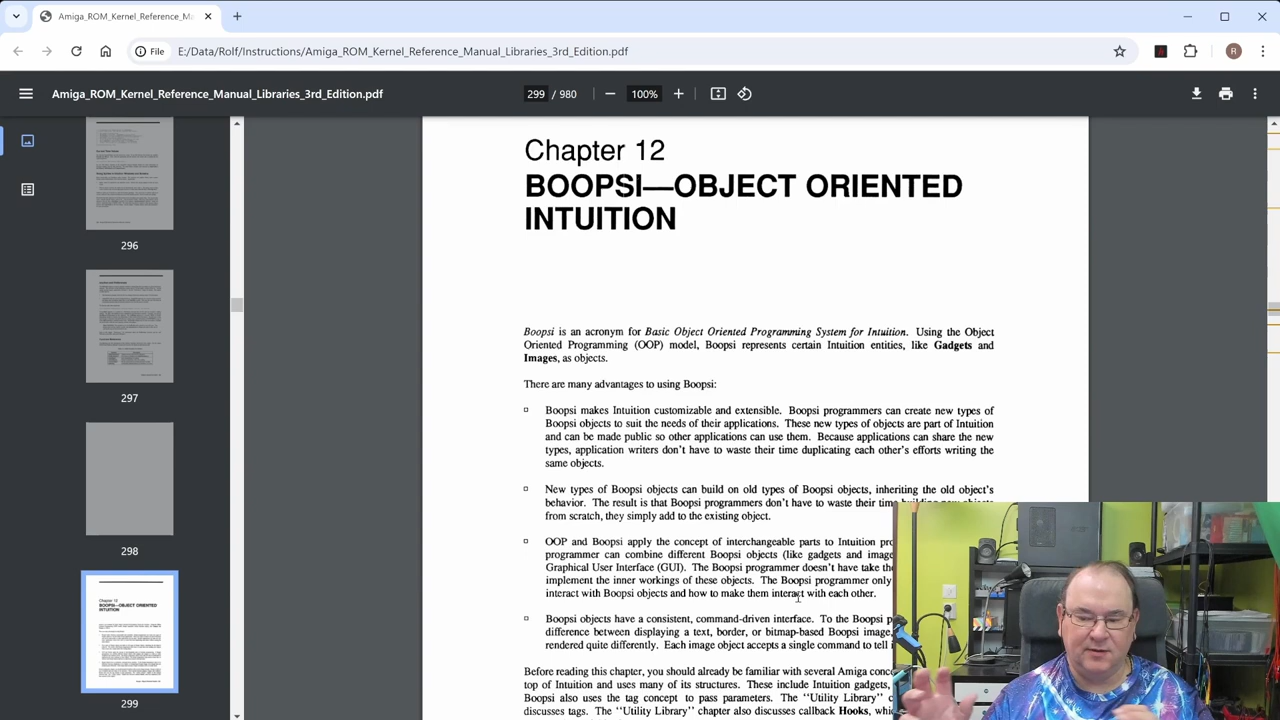 Amiga_ROM_Kernel_Reference_Ma
File
E:/Data/Rolf/Instructions/Amiga_ROM_Kernel_Reference_Manual_Libraries_3rd_Edition.pdf
R
Amiga_ROM_Kernel_Reference_Manual_Libraries_3rd_Edition.pdf
299 / 980
100%
296
297
298
299
Chapter 12
BOOPSI—OBJECT ORIENTED
INTUITION
Boopsi is an acronym for Basic Object Oriented Programming System for Intuition. Using the Object
Oriented Programming (OOP) model, Boopsi represents certain Intuition entities, like Gadgets and
Images, as objects.
There are many advantages to using Boopsi:
Boopsi makes Intuition customizable and extensible. Boopsi programmers can create new types of
Boopsi objects to suit the needs of their applications. These new types of objects are part of Intuition
and can be made public so other applications can use them. Because applications can share the new
types, application writers don't have to waste their time duplicating each other's efforts writing the
same objects.
New types of Boopsi objects can build on old types of Boopsi objects, inheriting the old object's
behavior. The result is that Boopsi programmers don't have to waste their time building new objects
from scratch, they simply add to the existing object.
OOP and Boopsi apply the concept of interchangeable parts to Intuition pro
programmer can combine different Boopsi objects (like gadgets and image
Graphical User Interface (GUI). The Boopsi programmer doesn't have take the
implement the inner workings of these objects. The Boopsi programmer only
interact with Boopsi objects and how to make them interact with each other.
Boopsi objects have a consistent, command-driven interface. To the Boopsi p
difference between displaying a text, border, or bitmap-based Boopsi image,
rendered quite differently. Each image object accepts a single command to tell
Before reading this chapter, you should already be familiar with several Amiga conc
top of Intuition and uses many of its structures. These include Intuition gadgets,
Boopsi also uses the tag concept to pass parameters. The ''Utility Library'' c
discusses tags. The ''Utility Library'' chapter also discusses callback Hooks, whic